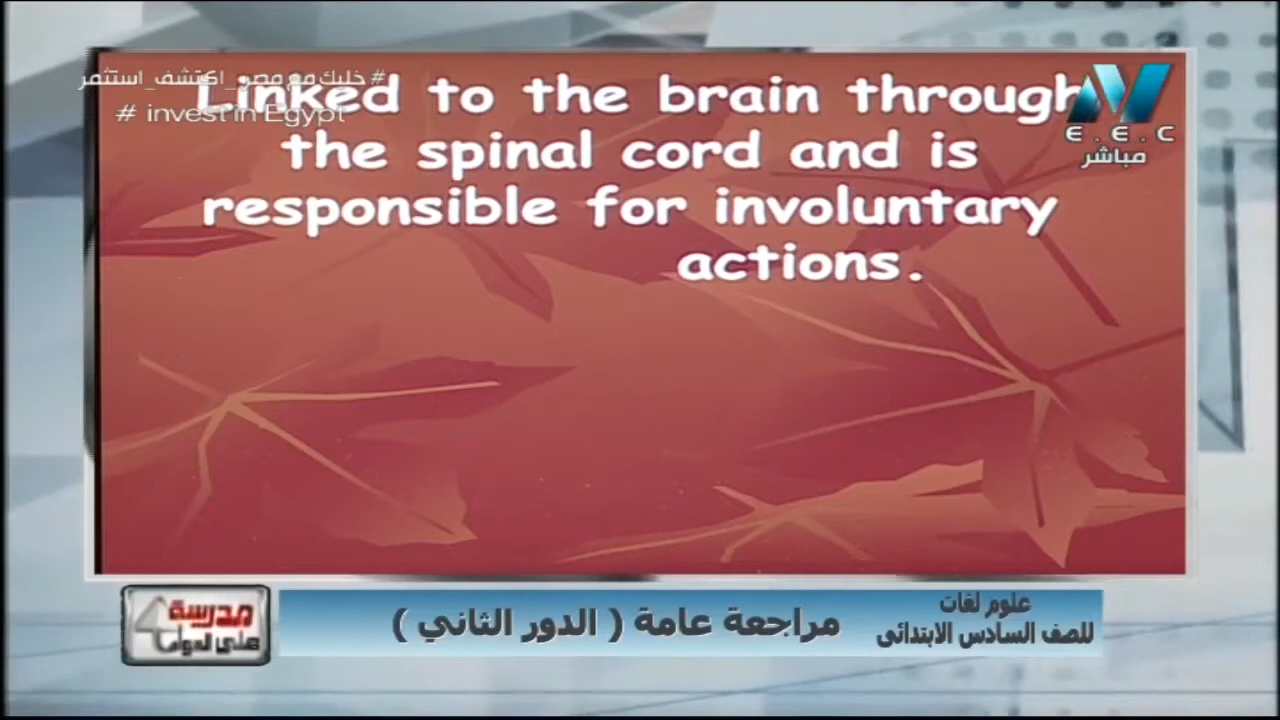 #خليك_مع_مصر_اكتشف_استثمر
# invest in Egypt
Linked to the brain through
the spinal cord and is
responsible for involuntary
actions.
E.E.C
مباشر
علوم لغات
للصف السادس الابتدائى
مراجعة عامة ( الدور الثاني )
مدرسة
على الهواء